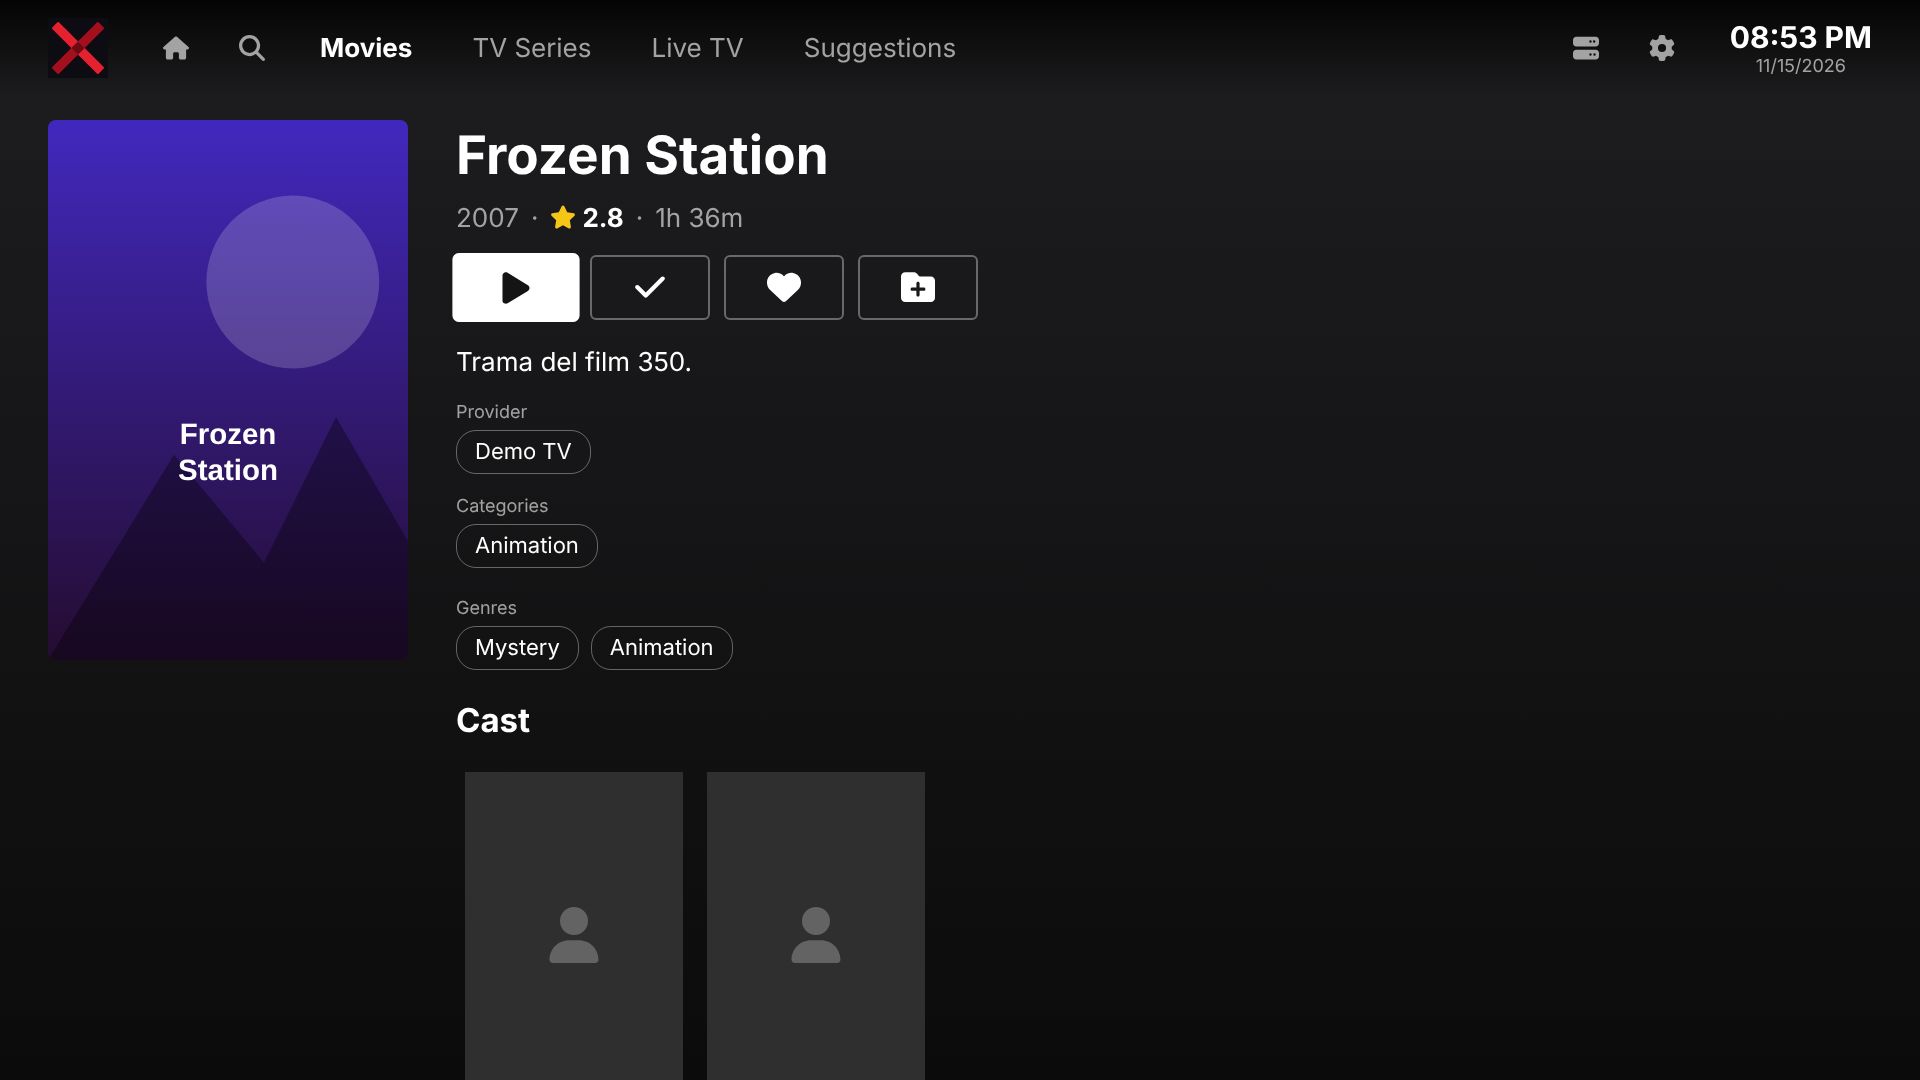 Movies
TV Series
Live TV
Suggestions
08:53 PM
11/15/2026
Frozen
Station
Frozen Station
2007 · 2.8 · 1h 36m
Trama del film 350.
Provider
Demo TV
Categories
Animation
Genres
Mystery
Animation
Cast